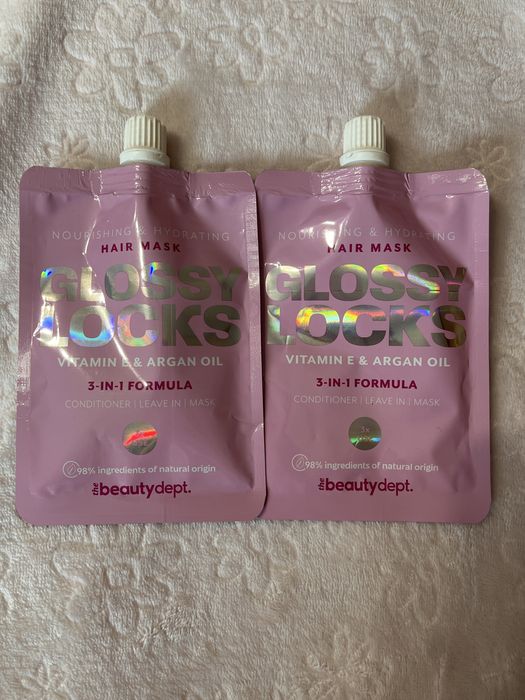 NOURISHING & HYDRATING
HAIR MASK
GLOSSY
LOCKS
VITAMIN E & ARGAN OIL
3-IN-1 FORMULA
CONDITIONER | LEAVE IN | MASK
98% ingredients of natural origin
the beautydept.
NOURISHING & HYDRATING
HAIR MASK
GLOSSY
LOCKS
VITAMIN E & ARGAN OIL
3-IN-1 FORMULA
CONDITIONER | LEAVE IN | MASK
3x
98% ingredients of natural origin
the beautydept.